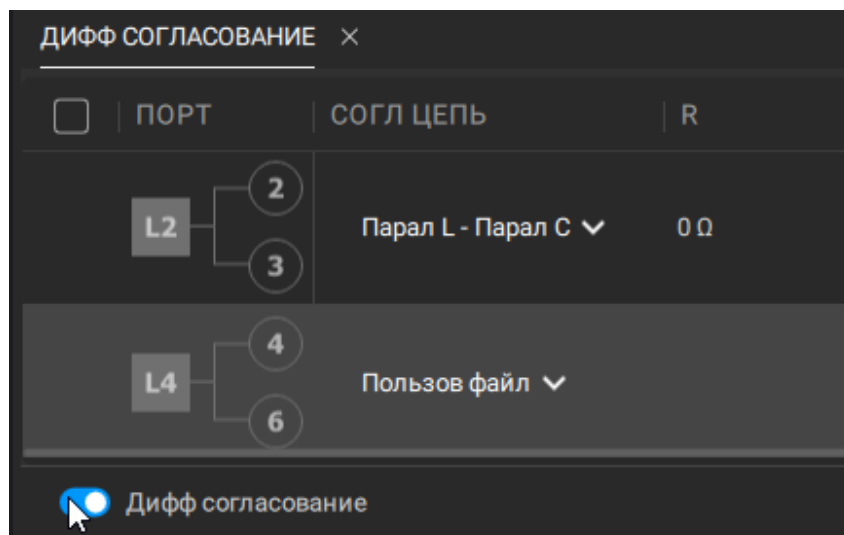 ДИФФ СОГЛАСОВАНИЕ
ПОРТ СОГЛ ЦЕПЬ R
2
L2 Парал L - Парал C 0 Ω
3
4
L4 Пользов файл
6
Дифф согласование